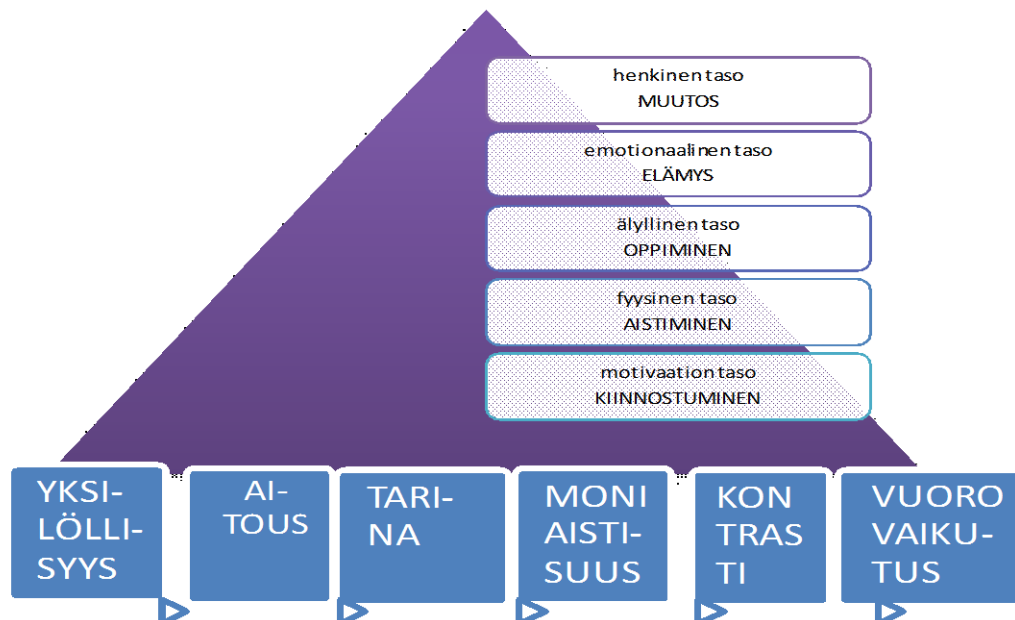 henkinen taso
MUUTOS
emotionaalinen taso
ELÄMYS
älyllinen taso
OPPIMINEN
fyysinen taso
AISTIMINEN
motivaation taso
KIINNOSTUMINEN
YKSI-
LÖLLI-
SYYS
AI-
TOUS
TARI-
NA
MONI
AISTI-
SUUS
KON
TRAS
TI
VUORO
VAIKU-
TUS